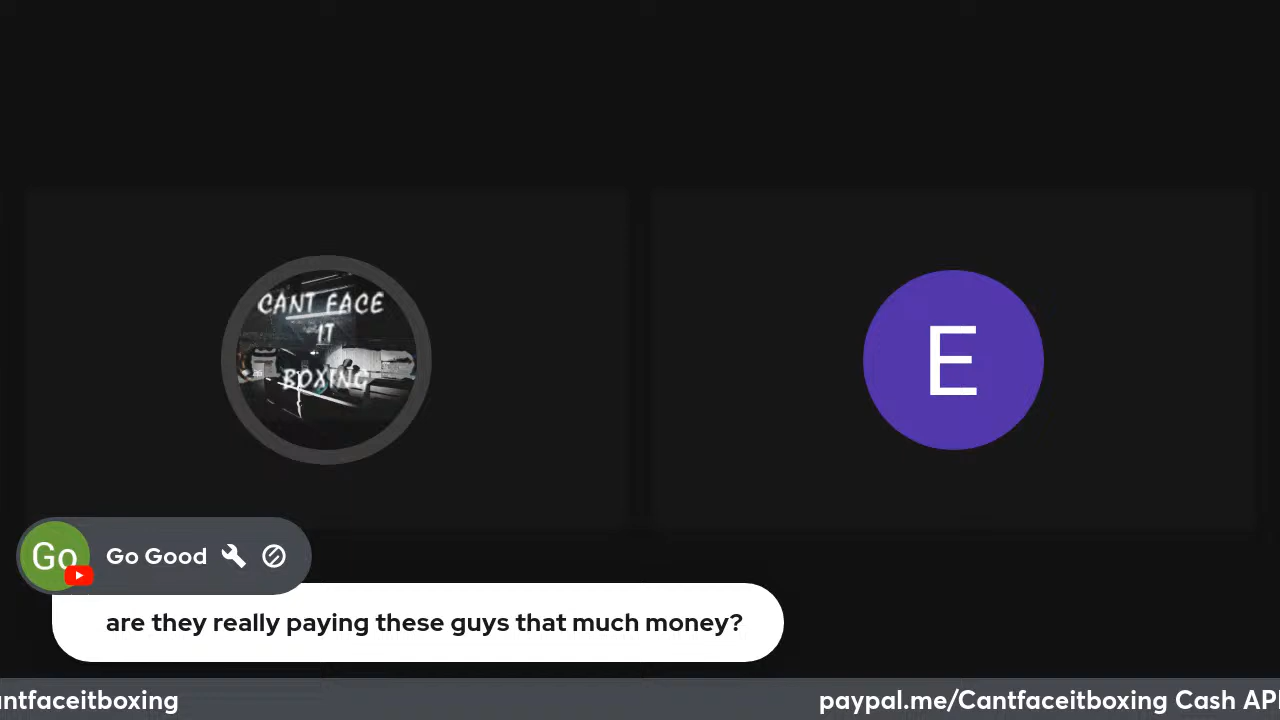 CANT FACE
IT
BOXING
E
Go
Go Good
are they really paying these guys that much money?
antfaceitboxing
paypal.me/Cantfaceitboxing Cash AP